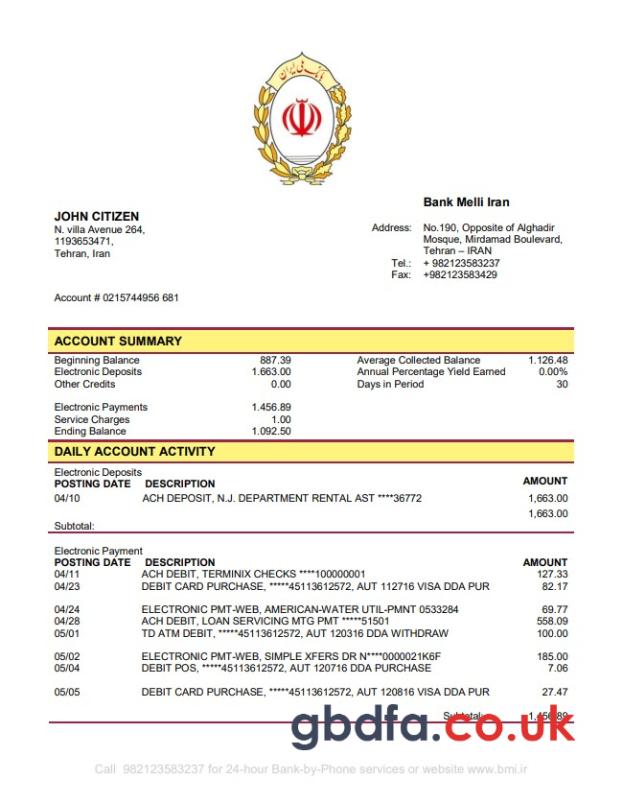 بانک ملی ایران
Bank Melli Iran
JOHN CITIZEN
N. villa Avenue 264,
1193653471,
Tehran, Iran
Address: No.190, Opposite of Alghadir
Mosque, Mirdamad Boulevard,
Tehran – IRAN
Tel.: + 982123583237
Fax: +982123583429
Account # 0215744956 681
ACCOUNT SUMMARY
Beginning Balance 887.39 Average Collected Balance 1.126.48
Electronic Deposits 1.663.00 Annual Percentage Yield Earned 0.00%
Other Credits 0.00 Days in Period 30
Electronic Payments 1.456.89
Service Charges 1.00
Ending Balance 1.092.50
DAILY ACCOUNT ACTIVITY
Electronic Deposits
POSTING DATE DESCRIPTION AMOUNT
04/10 ACH DEPOSIT, N.J. DEPARTMENT RENTAL AST ****36772 1,663.00
1,663.00
Subtotal:
Electronic Payment
POSTING DATE DESCRIPTION AMOUNT
04/11 ACH DEBIT, TERMINIX CHECKS ****100000001 127.33
04/23 DEBIT CARD PURCHASE, *****45113612572, AUT 112716 VISA DDA PUR 82.17
04/24 ELECTRONIC PMT-WEB, AMERICAN-WATER UTIL-PMNT 0533284 69.77
04/28 ACH DEBIT, LOAN SERVICING MTG PMT *****51501 558.09
05/01 TD ATM DEBIT, *****45113612572, AUT 120316 DDA WITHDRAW 100.00
05/02 ELECTRONIC PMT-WEB, SIMPLE XFERS DR N****0000021K6F 185.00
05/04 DEBIT POS, *****45113612572, AUT 120716 DDA PURCHASE 7.06
05/05 DEBIT CARD PURCHASE, *****45113612572, AUT 120816 VISA DDA PUR 27.47
Subtotal: 1,456.89
gbdfa.co.uk
Call 982123583237 for 24-hour Bank-by-Phone services or website www.bmi.ir